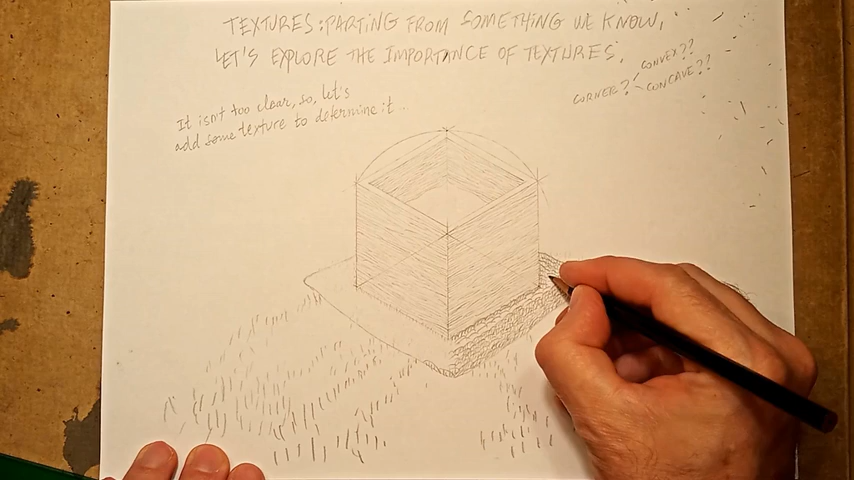 TEXTURES: PARTING FROM SOMETHING WE KNOW,
LET'S EXPLORE THE IMPORTANCE OF TEXTURES.
CONVEX??
CORNER? CONCAVE??
It isn't too clear, so, let's
add some texture to determine it...